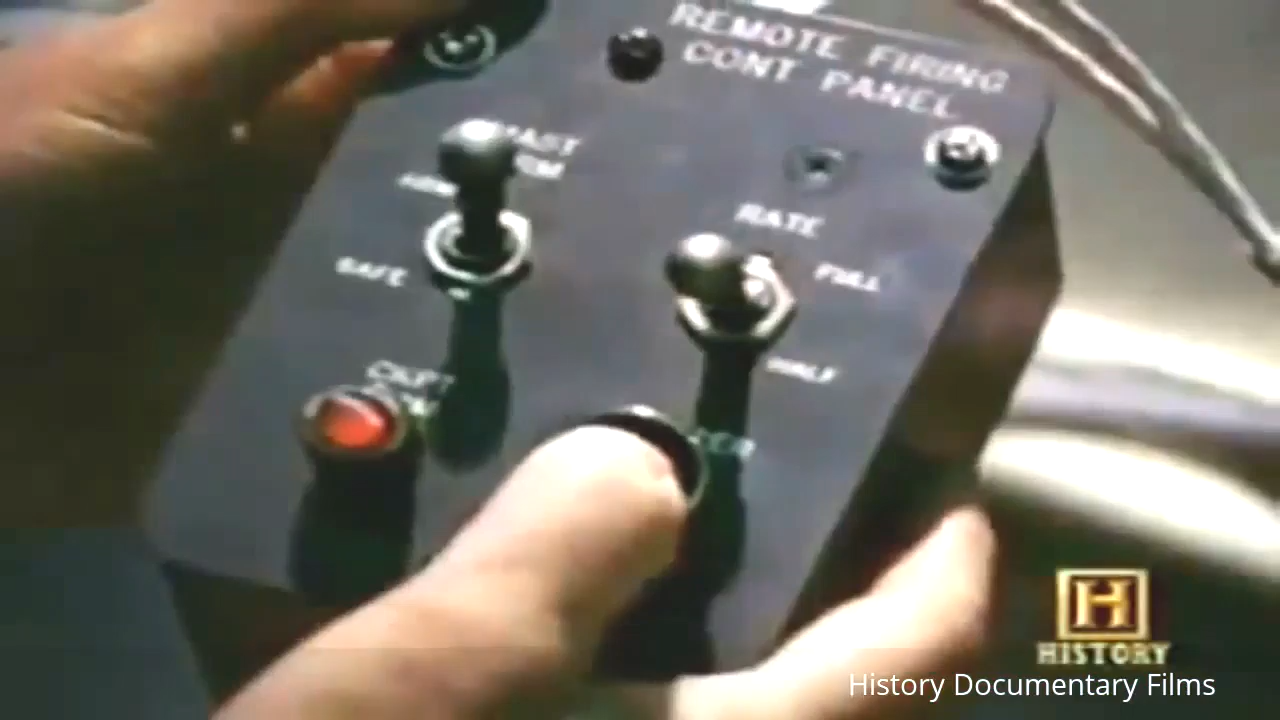 REMOTE FIRING
CONT PANEL
RATE
FULL
SAFE
HALF
H
HISTORY
History Documentary Films